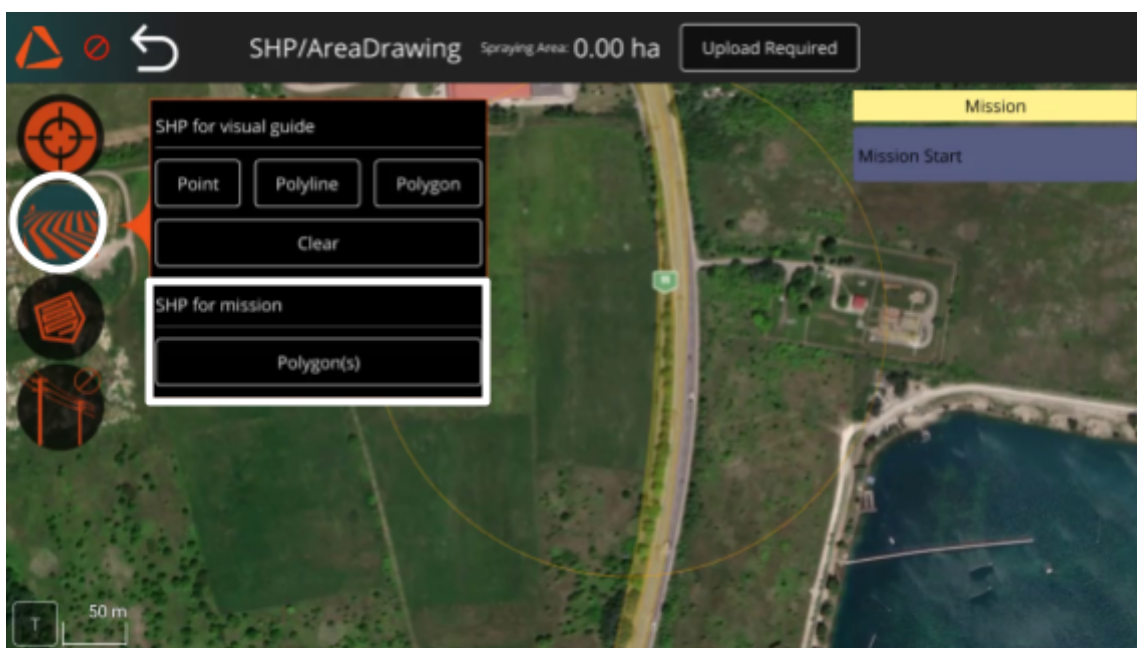 SHP/AreaDrawing Spraying Area: 0.00 ha Upload Required
SHP for visual guide
Point Polyline Polygon
Clear
SHP for mission
Polygon(s)
Mission
Mission Start
T 50 m